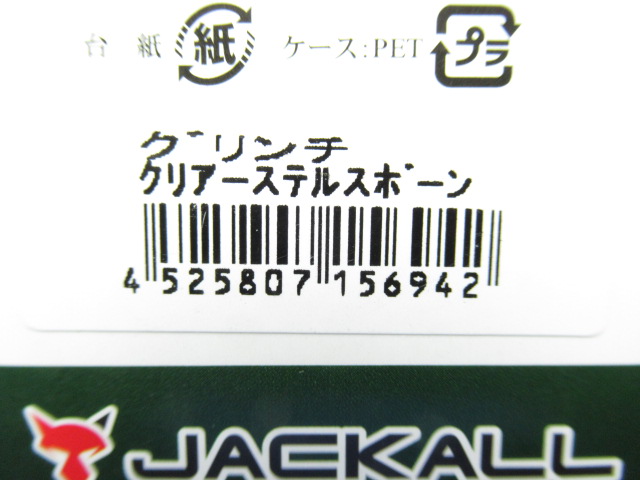 台 紙 紙 ケース:PET プラ
グリンチ
クリアーステルスボーン
4 525807 156942
JACKALL